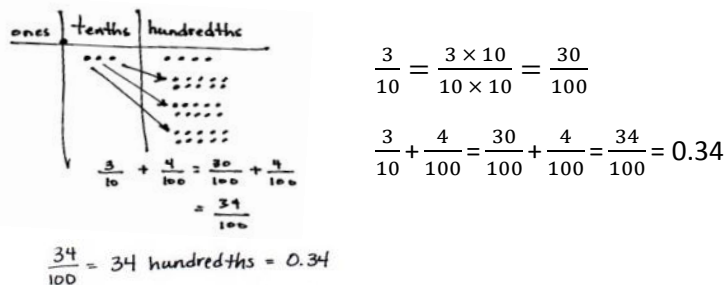 ones . tenths hundredths
3/10 + 4/100 = 30/100 + 4/100
= 34/100
34/100 = 34 hundredths = 0.34
3/10 = 3 × 10/10 × 10 = 30/100
3/10 + 4/100 = 30/100 + 4/100 = 34/100 = 0.34